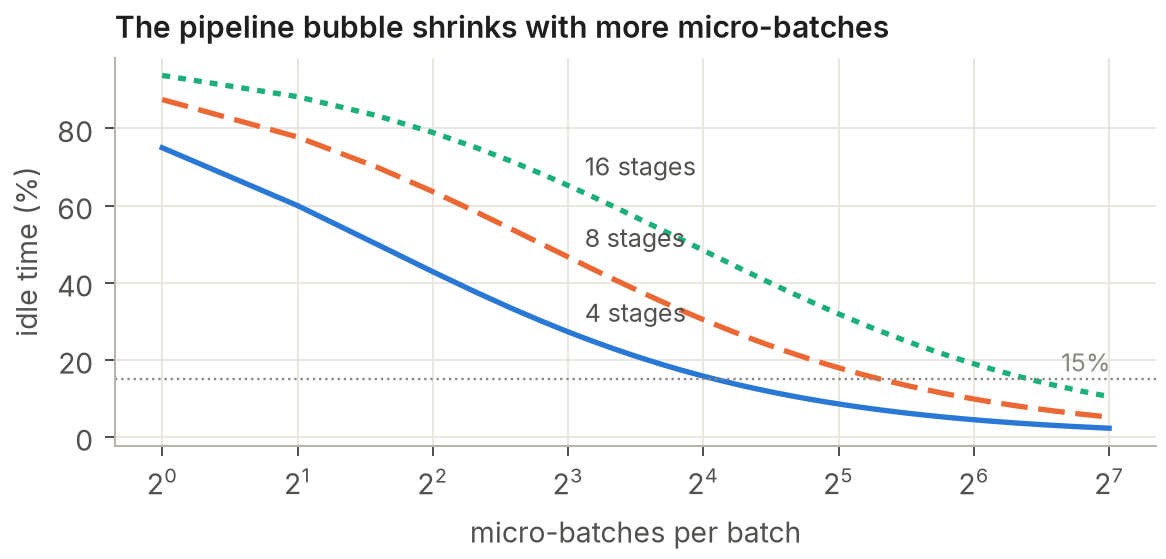 The pipeline bubble shrinks with more micro-batches
idle time (%)
80
60
40
20
0
16 stages
8 stages
4 stages
15%
2⁰ 2¹ 2² 2³ 2⁴ 2⁵ 2⁶ 2⁷
micro-batches per batch